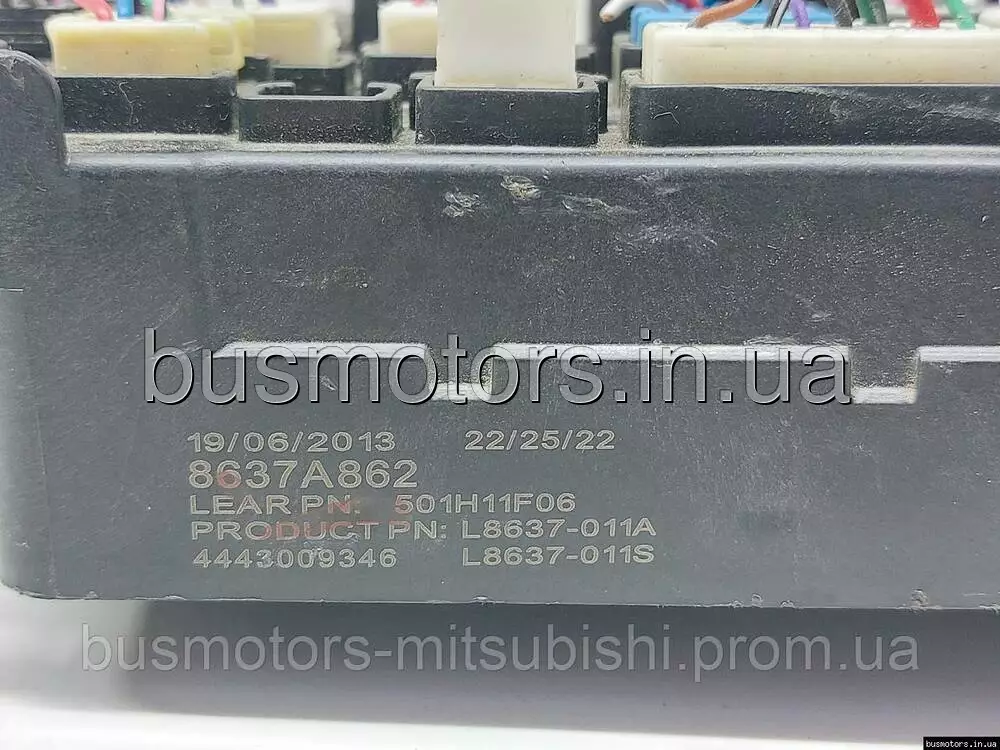 busmotors.in.ua
19/06/2013 22/25/22
8637A862
LEAR PN: 501H11F06
PRODUCT PN: L8637-011A
4443009346 L8637-011S
busmotors-mitsubishi.prom.ua
busmotors.in.ua